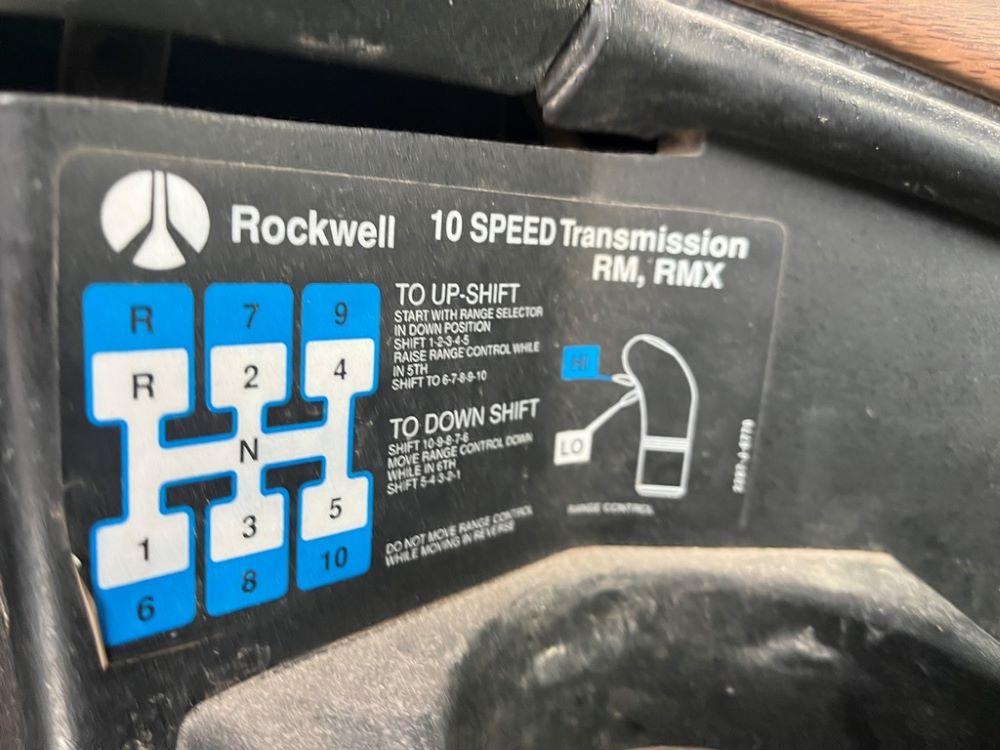 Rockwell 10 SPEED Transmission
RM, RMX
R 7 9
R 2 4
N
1 3 5
6 8 10
TO UP-SHIFT
START WITH RANGE SELECTOR
IN DOWN POSITION
SHIFT 1-2-3-4-5
RAISE RANGE CONTROL WHILE
IN 5TH
SHIFT TO 6-7-8-9-10
TO DOWN SHIFT
SHIFT 10-9-8-7-6
MOVE RANGE CONTROL DOWN
WHILE IN 6TH
SHIFT 5-4-3-2-1
DO NOT MOVE RANGE CONTROL
WHILE MOVING IN REVERSE
HI
LO
RANGE CONTROL